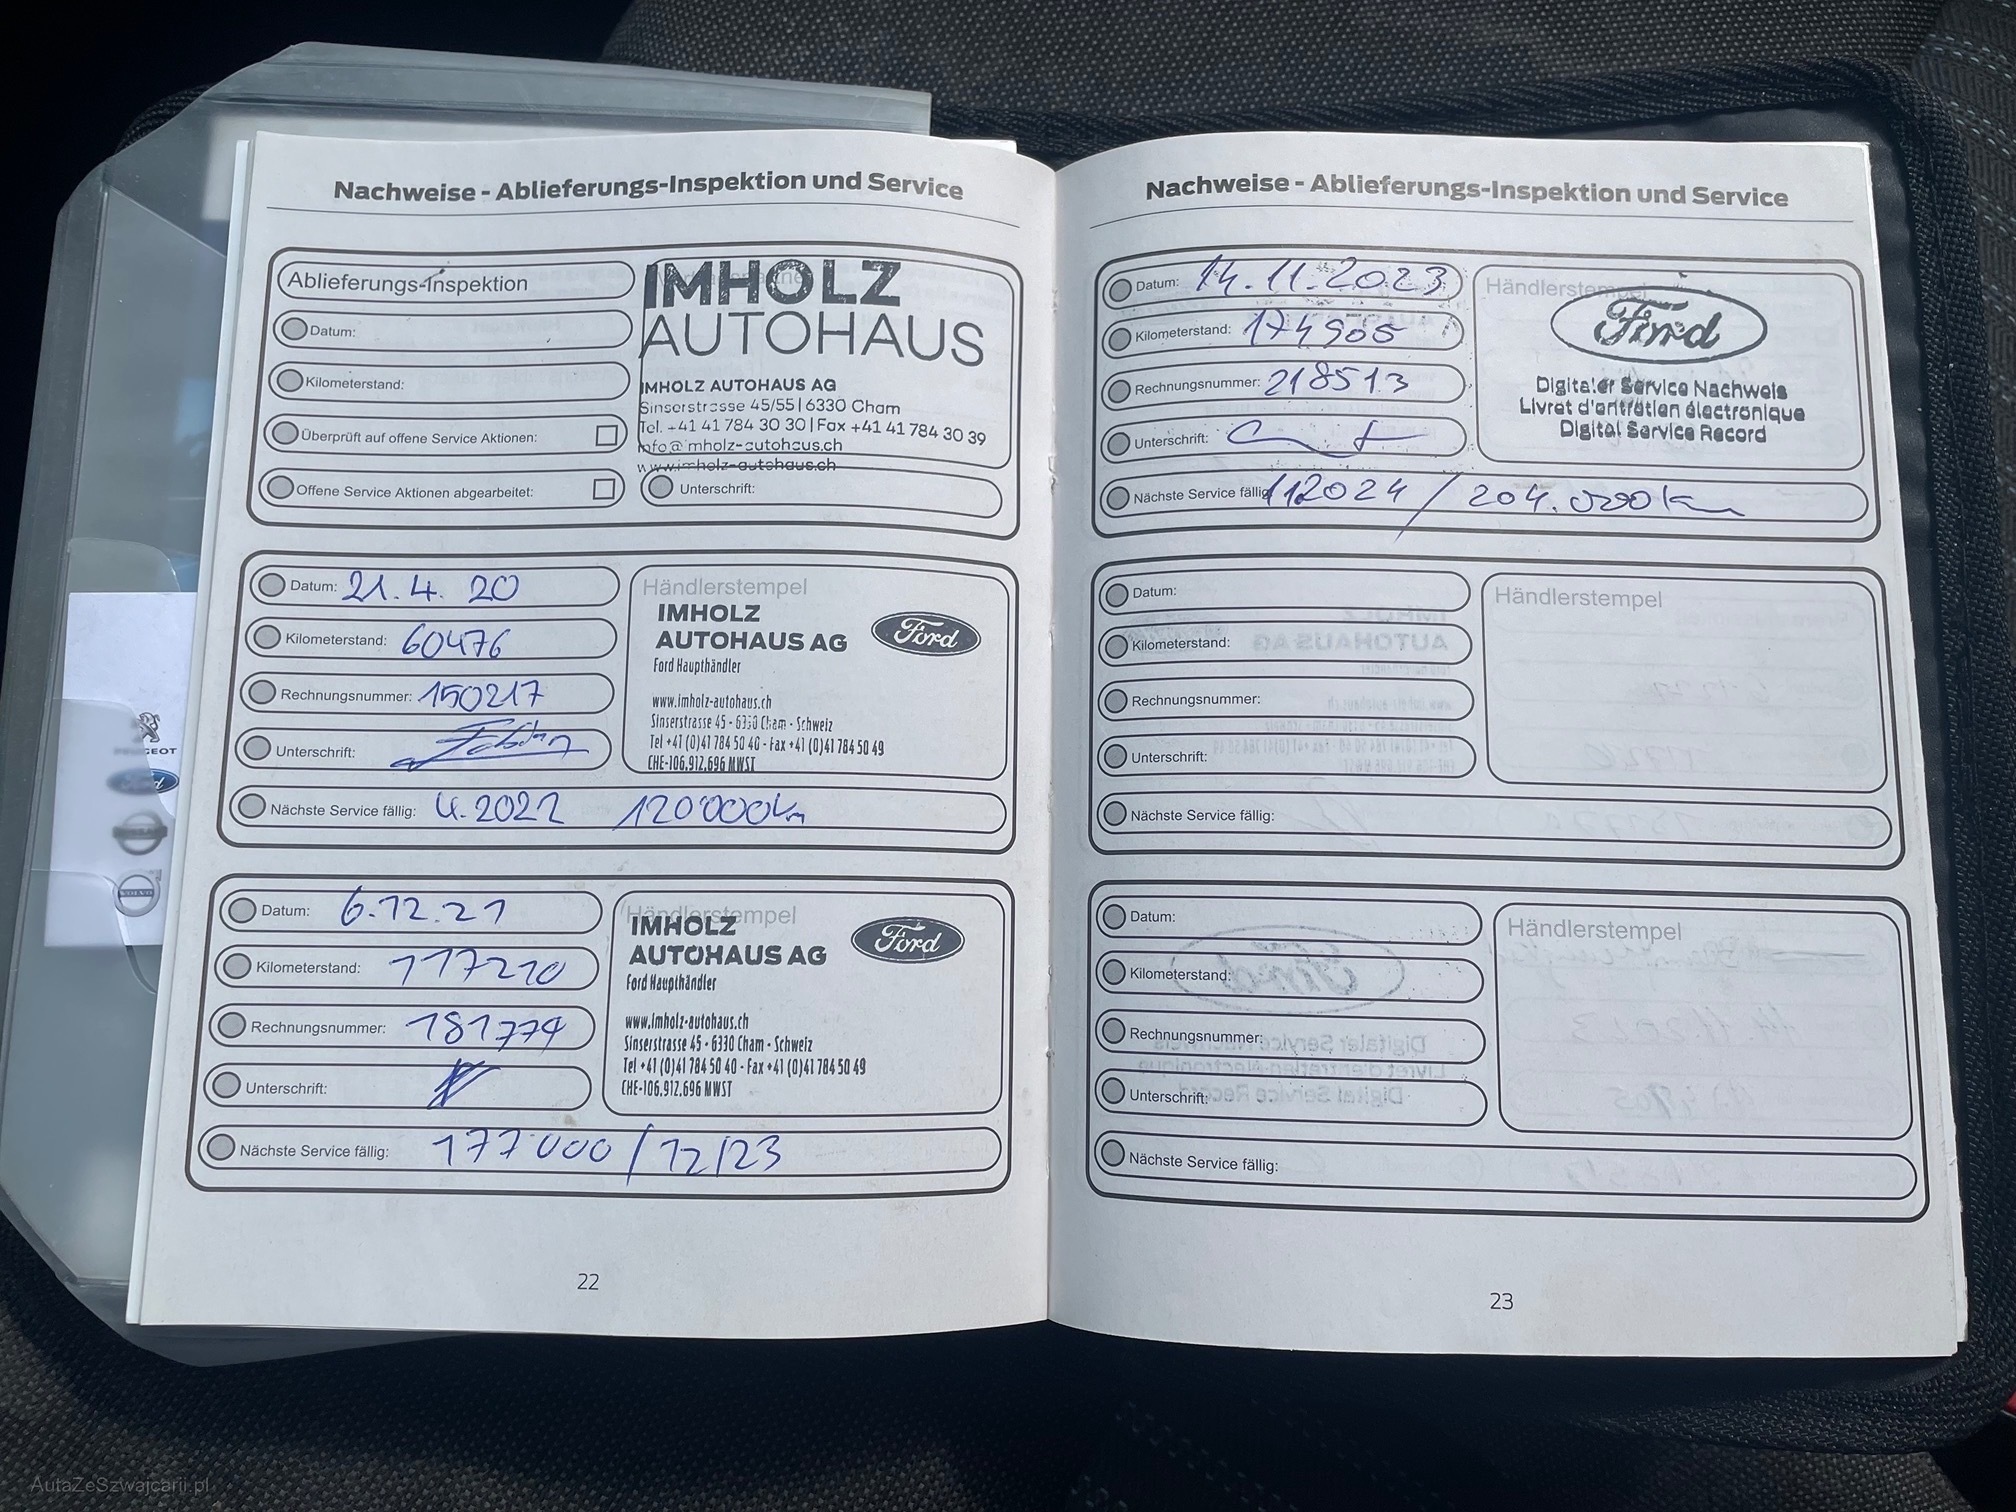 Nachweise - Ablieferungs-Inspektion und Service
Ablieferungs-Inspektion
Datum:
Kilometerstand:
Überprüft auf offene Service Aktionen:
Offene Service Aktionen abgearbeitet:
IMHOLZ
AUTOHAUS
IMHOLZ AUTOHAUS AG
Sinserstrasse 45/55 | 6330 Cham
Tel. +41 41 784 30 30 | Fax +41 41 784 30 39
info@imholz-autohaus.ch
www.imholz-autohaus.ch
Unterschrift:
Datum: 21.4.20
Kilometerstand: 60476
Rechnungsnummer: 150217
Unterschrift:
Nächste Service fällig: 4.2022 120'000km
Händlerstempel
IMHOLZ
AUTOHAUS AG
Ford
Ford Haupthändler
www.imholz-autohaus.ch
Sinserstrasse 45 - 6330 Cham - Schweiz
Tel +41 (0)41 784 50 40 - Fax +41 (0)41 784 50 49
CHE-106.912.696 MWST
Datum: 6.12.21
Kilometerstand: 117210
Rechnungsnummer: 181774
Unterschrift:
Nächste Service fällig: 177'000 / 12/23
Händlerstempel
IMHOLZ
AUTOHAUS AG
Ford
Ford Haupthändler
www.imholz-autohaus.ch
Sinserstrasse 45 - 6330 Cham - Schweiz
Tel +41 (0)41 784 50 40 - Fax +41 (0)41 784 50 49
CHE-106.912.696 MWST
22
Nachweise - Ablieferungs-Inspektion und Service
Datum: 14.11.2023
Kilometerstand: 174905
Rechnungsnummer: 218513
Unterschrift:
Nächste Service fällig: 112024 / 204.000km
Händlerstempel
Ford
Digitaler Service Nachweis
Livret d'entretien électronique
Digital Service Record
Datum:
Kilometerstand:
Rechnungsnummer:
Unterschrift:
Nächste Service fällig:
Händlerstempel
Datum:
Kilometerstand:
Rechnungsnummer:
Unterschrift:
Nächste Service fällig:
Händlerstempel
23
PEUGEOT
Ford
VOLVO
AutaZeSzwajcarii.pl